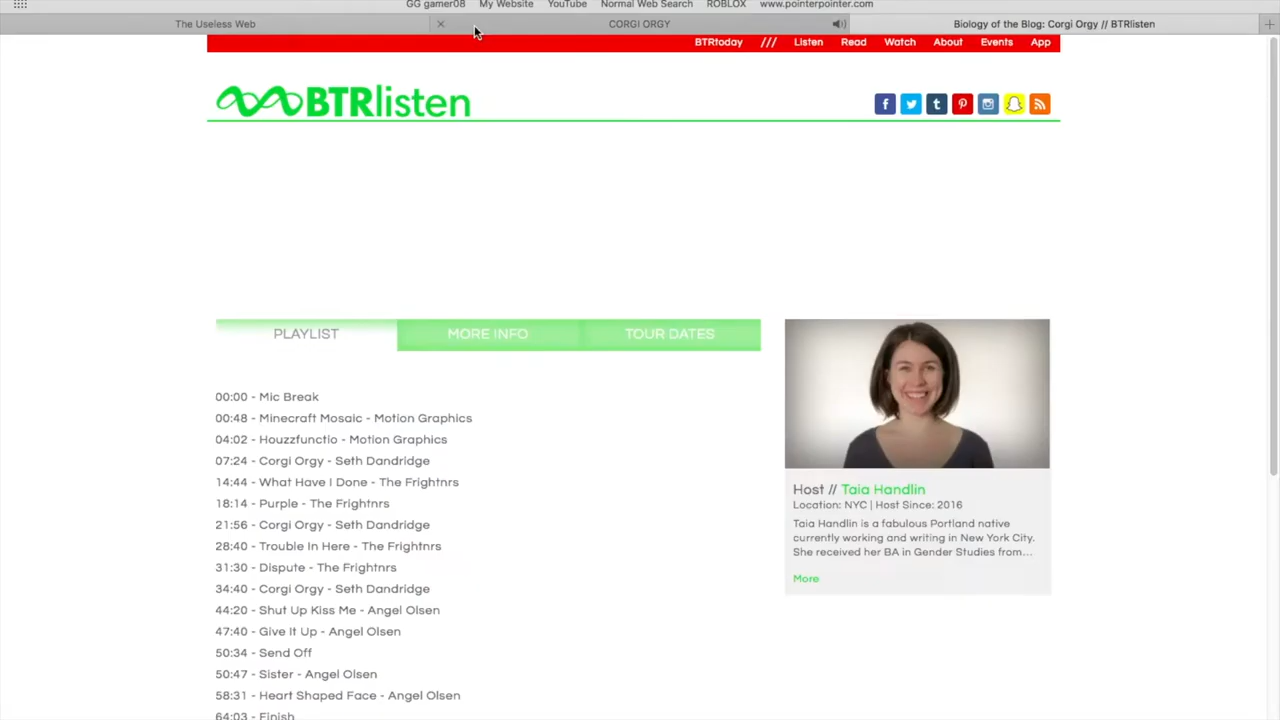 GG gamer08 My Website YouTube Normal Web Search ROBLOX www.pointerpointer.com
The Useless Web CORGI ORGY Biology of the Blog: Corgi Orgy // BTRlisten
BTRtoday /// Listen Read Watch About Events App
BTRlisten
PLAYLIST MORE INFO TOUR DATES
00:00 - Mic Break
00:48 - Minecraft Mosaic - Motion Graphics
04:02 - Houzzfunctio - Motion Graphics
07:24 - Corgi Orgy - Seth Dandridge
14:44 - What Have I Done - The Frightnrs
18:14 - Purple - The Frightnrs
21:56 - Corgi Orgy - Seth Dandridge
28:40 - Trouble In Here - The Frightnrs
31:30 - Dispute - The Frightnrs
34:40 - Corgi Orgy - Seth Dandridge
44:20 - Shut Up Kiss Me - Angel Olsen
47:40 - Give It Up - Angel Olsen
50:34 - Send Off
50:47 - Sister - Angel Olsen
58:31 - Heart Shaped Face - Angel Olsen
64:03 - Finish
Host // Taia Handlin
Location: NYC | Host Since: 2016
Taia Handlin is a fabulous Portland native
currently working and writing in New York City.
She received her BA in Gender Studies from...
More